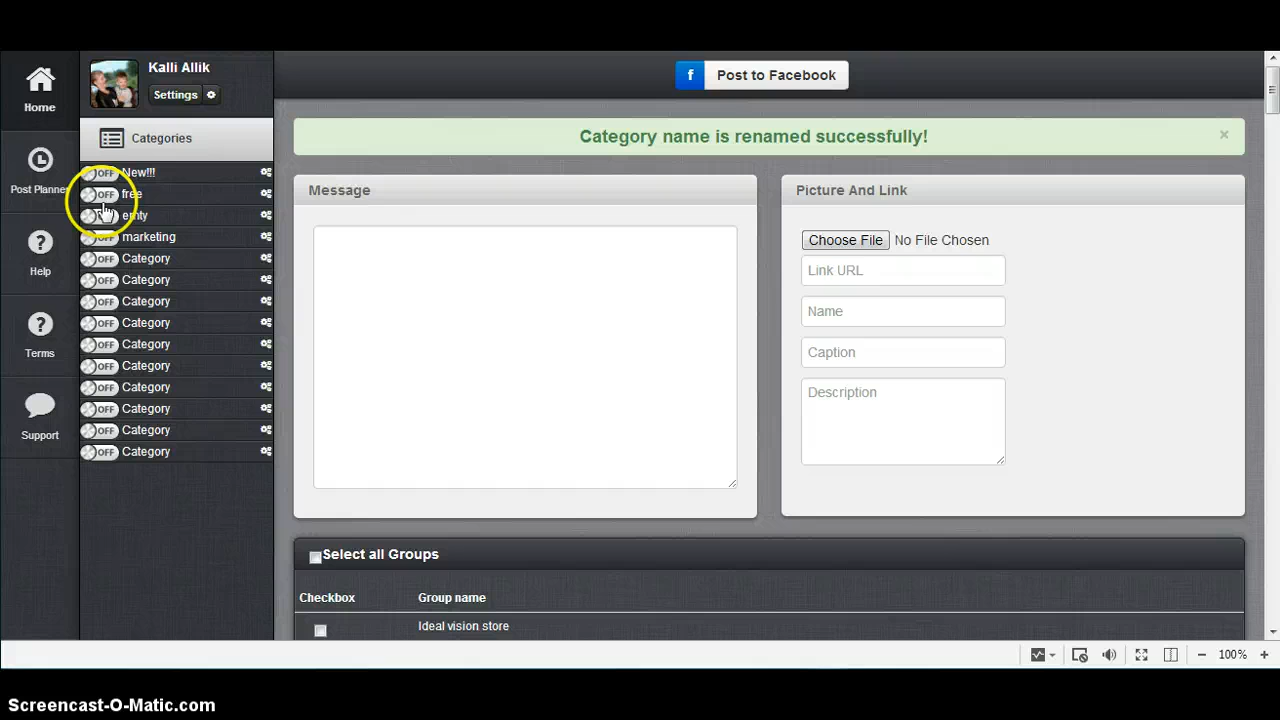 Kalli Allik
Settings
f Post to Facebook
Home
Categories
Category name is renamed successfully!
×
Post Planner
OFF New!!!
OFF free
emty
OFF marketing
OFF Category
OFF Category
OFF Category
OFF Category
OFF Category
OFF Category
OFF Category
OFF Category
OFF Category
OFF Category
Help
Terms
Support
Message
Picture And Link
Choose File No File Chosen
Link URL
Name
Caption
Description
Select all Groups
Checkbox Group name
Ideal vision store
100%
Screencast-O-Matic.com